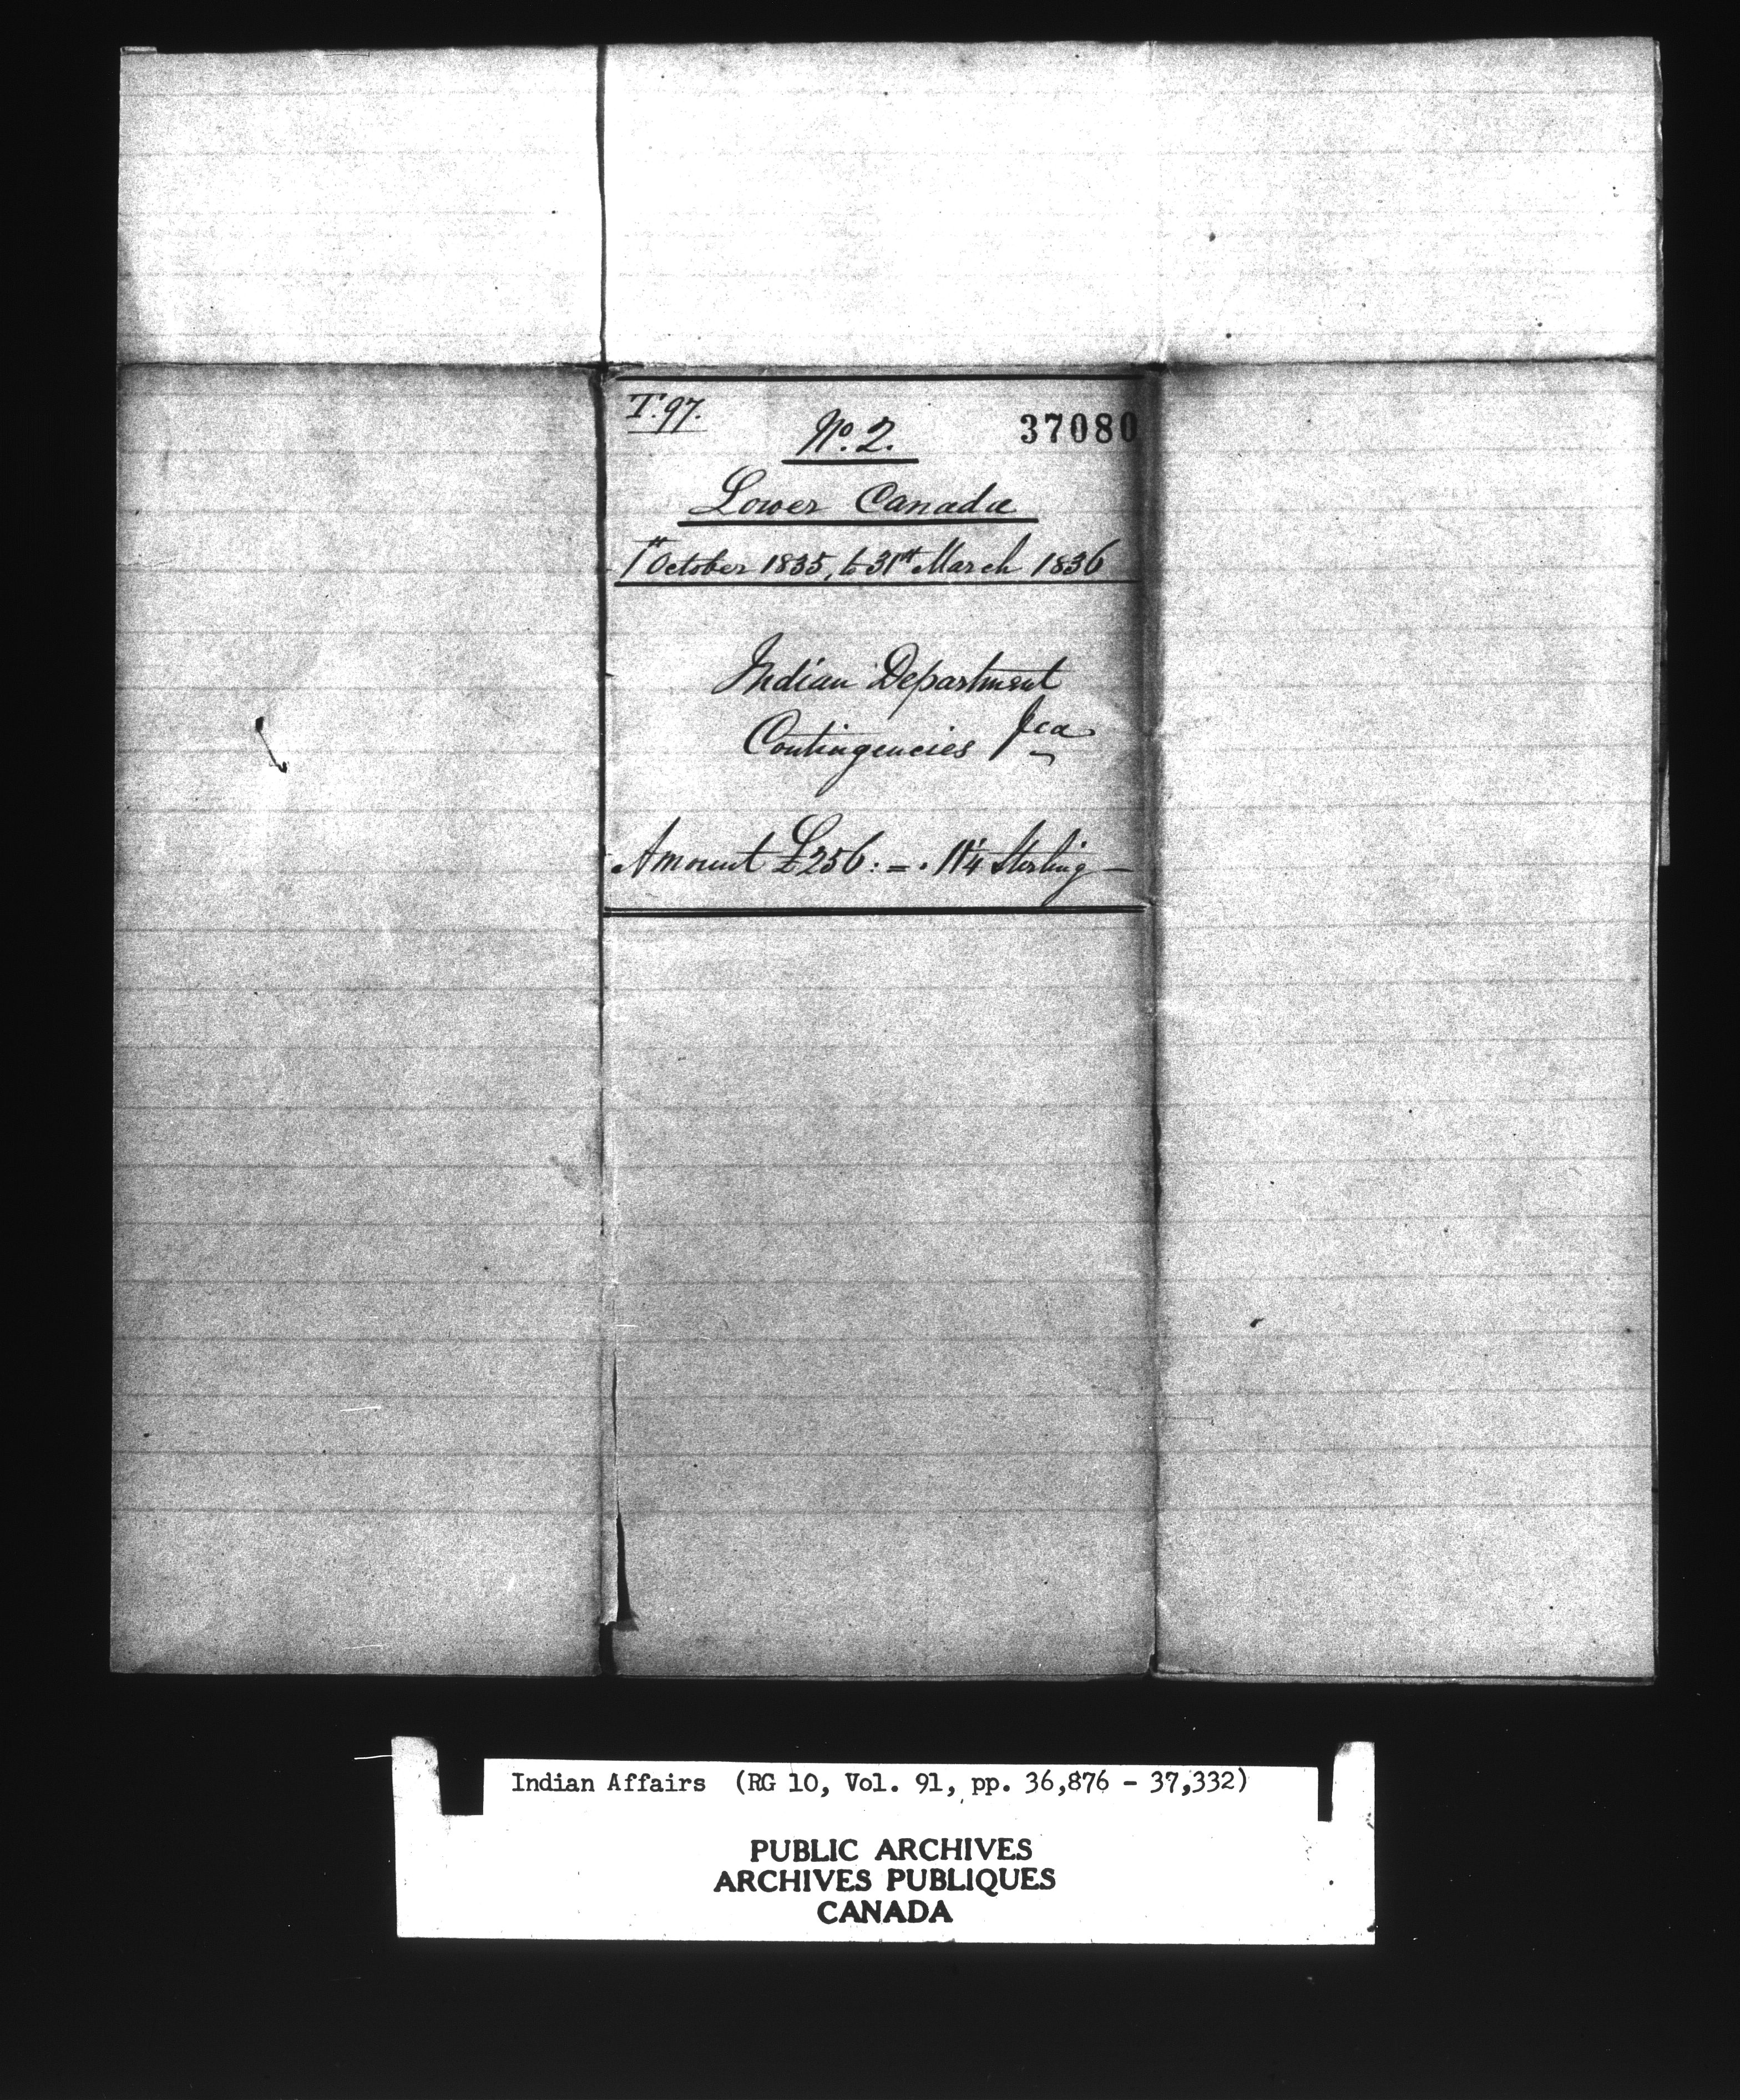 T. 97.
No. 2. 37080
Lower Canada
1st October 1835, to 31st March 1836
Indian Department
Contingencies &ca
Amount £256: = . 11¼ Sterling
Indian Affairs (RG 10, Vol. 91, pp. 36,876 - 37,332)
PUBLIC ARCHIVES
ARCHIVES PUBLIQUES
CANADA